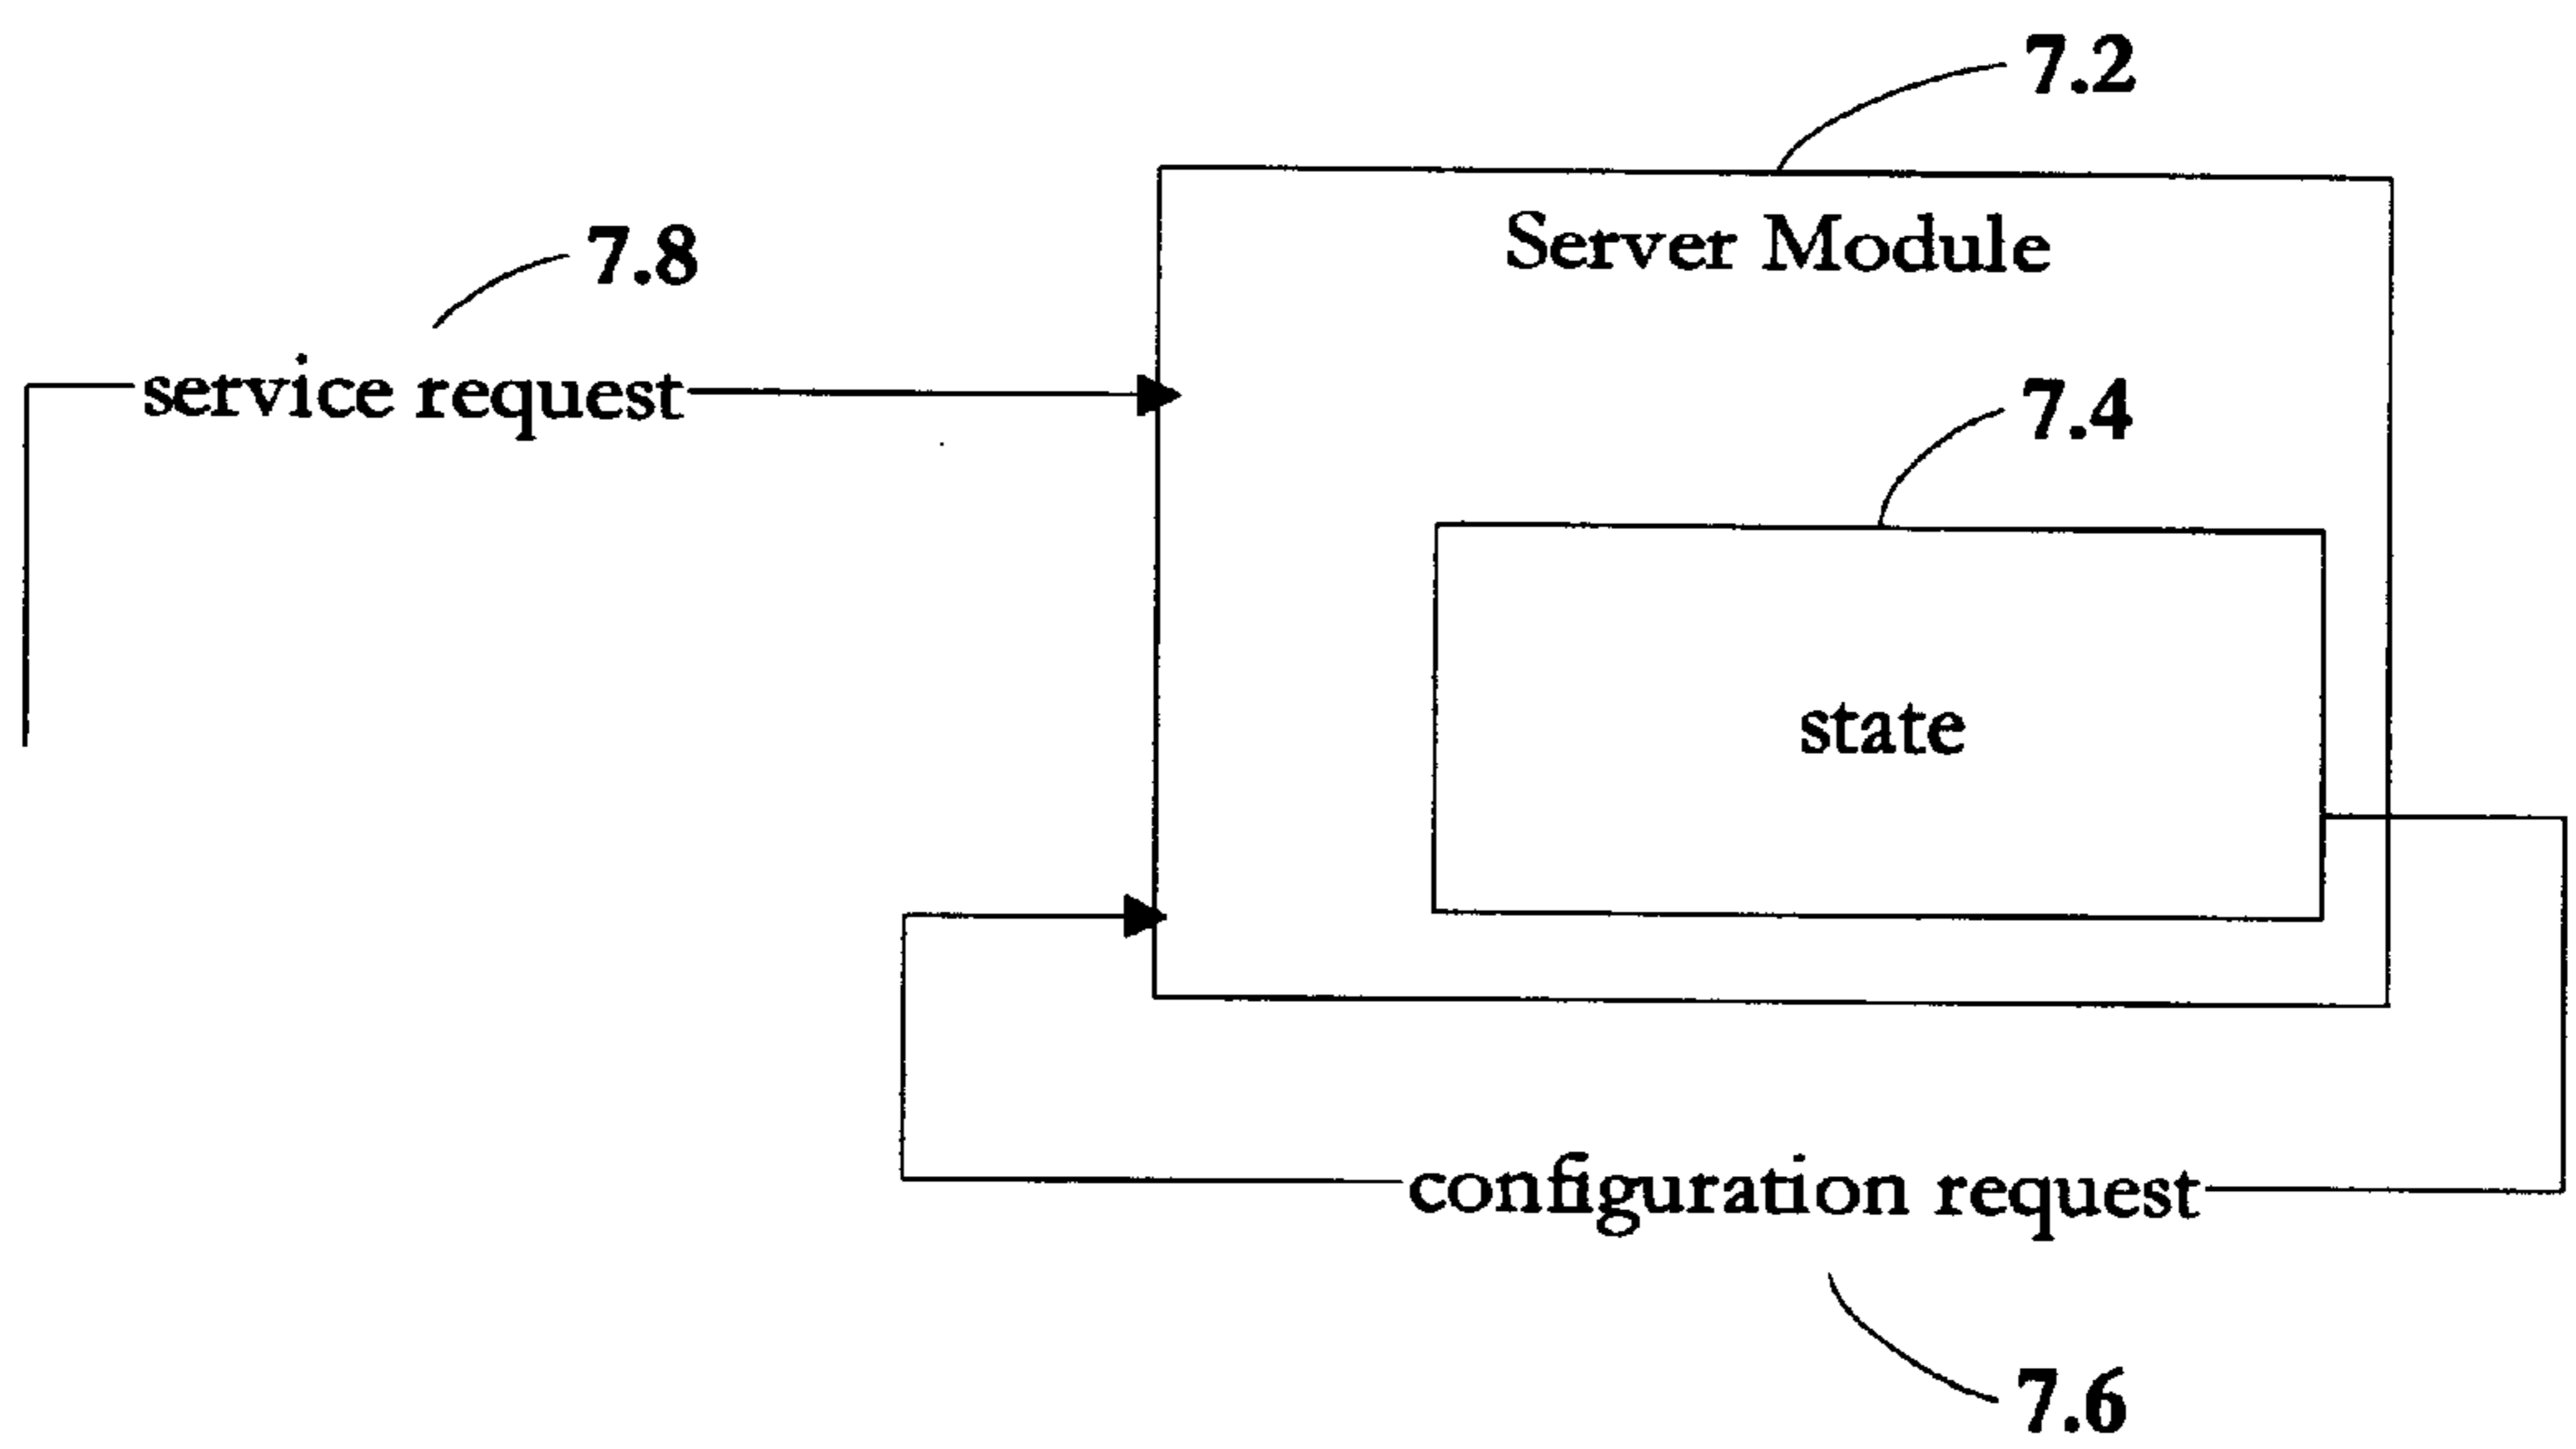 7.2
Server Module
7.8
service request
7.4
state
configuration request
7.6